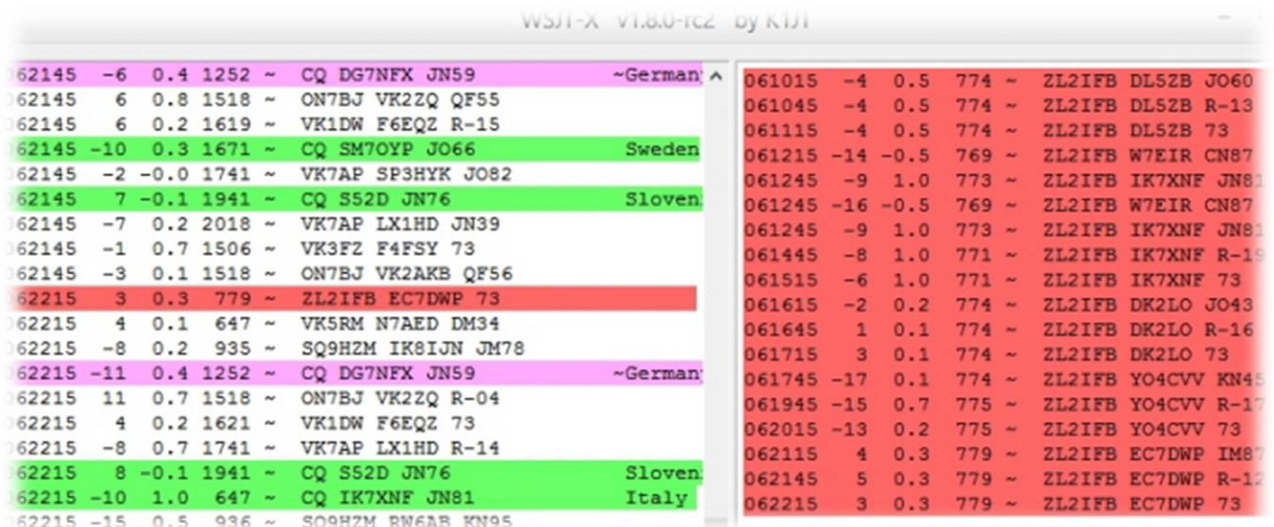 WSJT-X v1.8.0-rc2 by K1JT
062145 -6 0.4 1252 ~ CQ DG7NFX JN59 ~German
062145 6 0.8 1518 ~ ON7BJ VK2ZQ QF55
062145 6 0.2 1619 ~ VK1DW F6EQZ R-15
062145 -10 0.3 1671 ~ CQ SM7OYP JO66 Sweden
062145 -2 -0.0 1741 ~ VK7AP SP3HYK JO82
062145 7 -0.1 1941 ~ CQ S52D JN76 Sloven
062145 -7 0.2 2018 ~ VK7AP LX1HD JN39
062145 -1 0.7 1506 ~ VK3FZ F4FSY 73
062145 -3 0.1 1518 ~ ON7BJ VK2AKB QF56
062215 3 0.3 779 ~ ZL2IFB EC7DWP 73
062215 4 0.1 647 ~ VK5RM N7AED DM34
062215 -8 0.2 935 ~ SQ9HZM IK8IJN JM78
062215 -11 0.4 1252 ~ CQ DG7NFX JN59 ~German
062215 11 0.7 1518 ~ ON7BJ VK2ZQ R-04
062215 4 0.2 1621 ~ VK1DW F6EQZ 73
062215 -8 0.7 1741 ~ VK7AP LX1HD R-14
062215 8 -0.1 1941 ~ CQ S52D JN76 Sloven
062215 -10 1.0 647 ~ CQ IK7XNF JN81 Italy
062215 -15 0.5 936 ~ SQ9HZM RW6AB KN95
061015 -4 0.5 774 ~ ZL2IFB DL5ZB JO60
061045 -4 0.5 774 ~ ZL2IFB DL5ZB R-13
061115 -4 0.5 774 ~ ZL2IFB DL5ZB 73
061215 -14 -0.5 769 ~ ZL2IFB W7EIR CN87
061245 -9 1.0 773 ~ ZL2IFB IK7XNF JN81
061245 -16 -0.5 769 ~ ZL2IFB W7EIR CN87
061245 -9 1.0 773 ~ ZL2IFB IK7XNF JN81
061445 -8 1.0 771 ~ ZL2IFB IK7XNF R-19
061515 -6 1.0 771 ~ ZL2IFB IK7XNF 73
061615 -2 0.2 774 ~ ZL2IFB DK2LO JO43
061645 1 0.1 774 ~ ZL2IFB DK2LO R-16
061715 3 0.1 774 ~ ZL2IFB DK2LO 73
061745 -17 0.1 774 ~ ZL2IFB YO4CVV KN45
061945 -15 0.7 775 ~ ZL2IFB YO4CVV R-17
062015 -13 0.2 775 ~ ZL2IFB YO4CVV 73
062115 4 0.3 779 ~ ZL2IFB EC7DWP IM87
062145 5 0.3 779 ~ ZL2IFB EC7DWP R-12
062215 3 0.3 779 ~ ZL2IFB EC7DWP 73